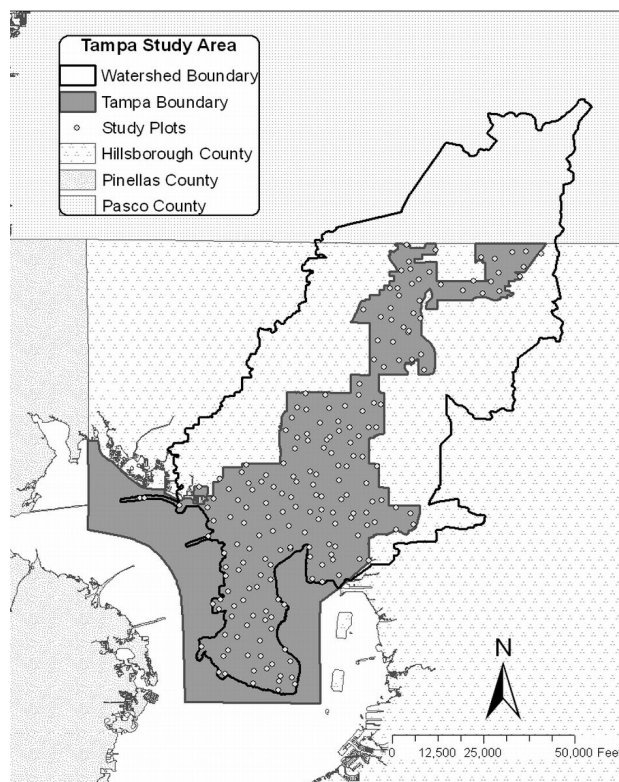 Tampa Study Area
Watershed Boundary
Tampa Boundary
Study Plots
Hillsborough County
Pinellas County
Pasco County
N
0 12,500 25,000 50,000 Feet